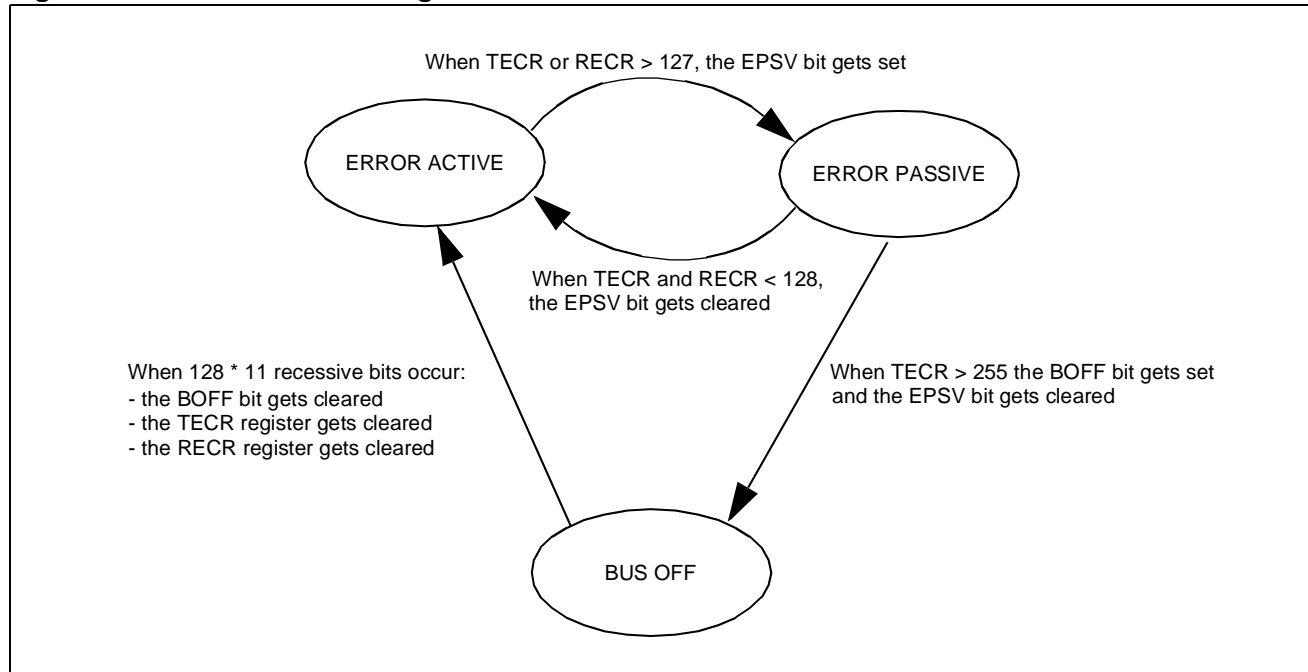 When TECR or RECR > 127, the EPSV bit gets set
ERROR ACTIVE
ERROR PASSIVE
When TECR and RECR < 128,
the EPSV bit gets cleared
When 128 * 11 recessive bits occur:
- the BOFF bit gets cleared
- the TECR register gets cleared
- the RECR register gets cleared
When TECR > 255 the BOFF bit gets set
and the EPSV bit gets cleared
BUS OFF